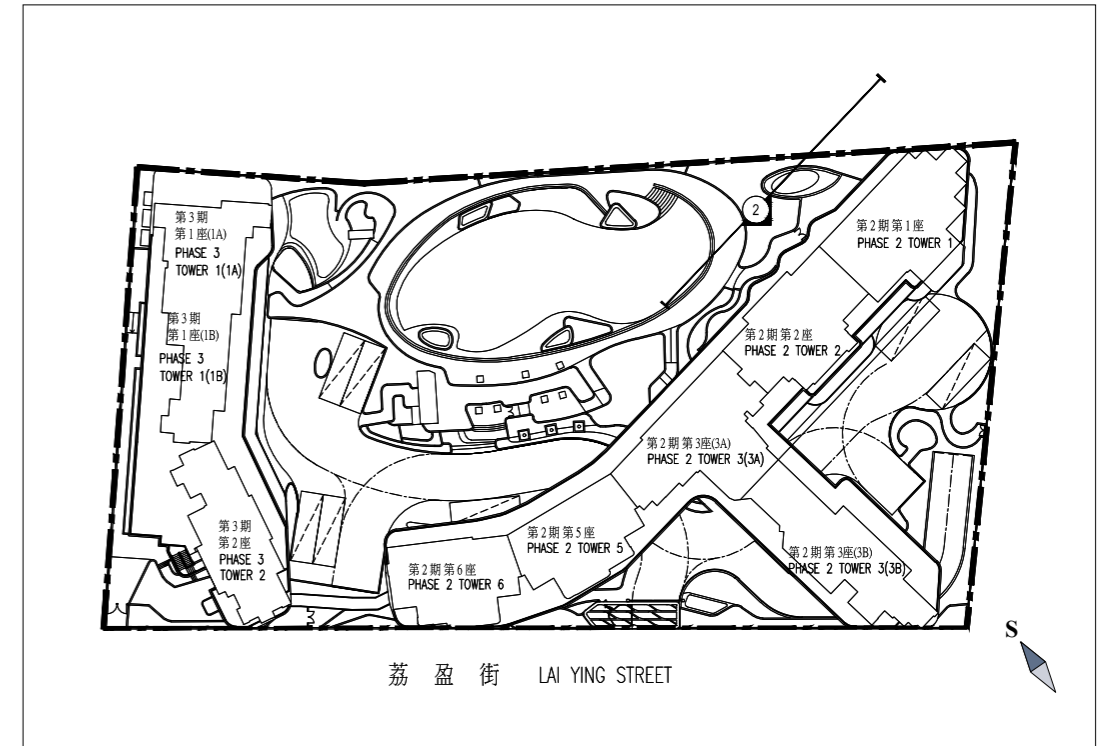 2
第2期第1座
PHASE 2 TOWER 1
第3期
第1座(1A)
PHASE 3
TOWER 1(1A)
第3期
第1座(1B)
PHASE 3
TOWER 1(1B)
第2期第2座
PHASE 2 TOWER 2
第2期第3座(3A)
PHASE 2 TOWER 3(3A)
第3期
第2座
PHASE 3
TOWER 2
第2期第5座
PHASE 2 TOWER 5
第2期第6座
PHASE 2 TOWER 6
第2期第3座(3B)
PHASE 2 TOWER 3(3B)
S
荔盈街 LAI YING STREET